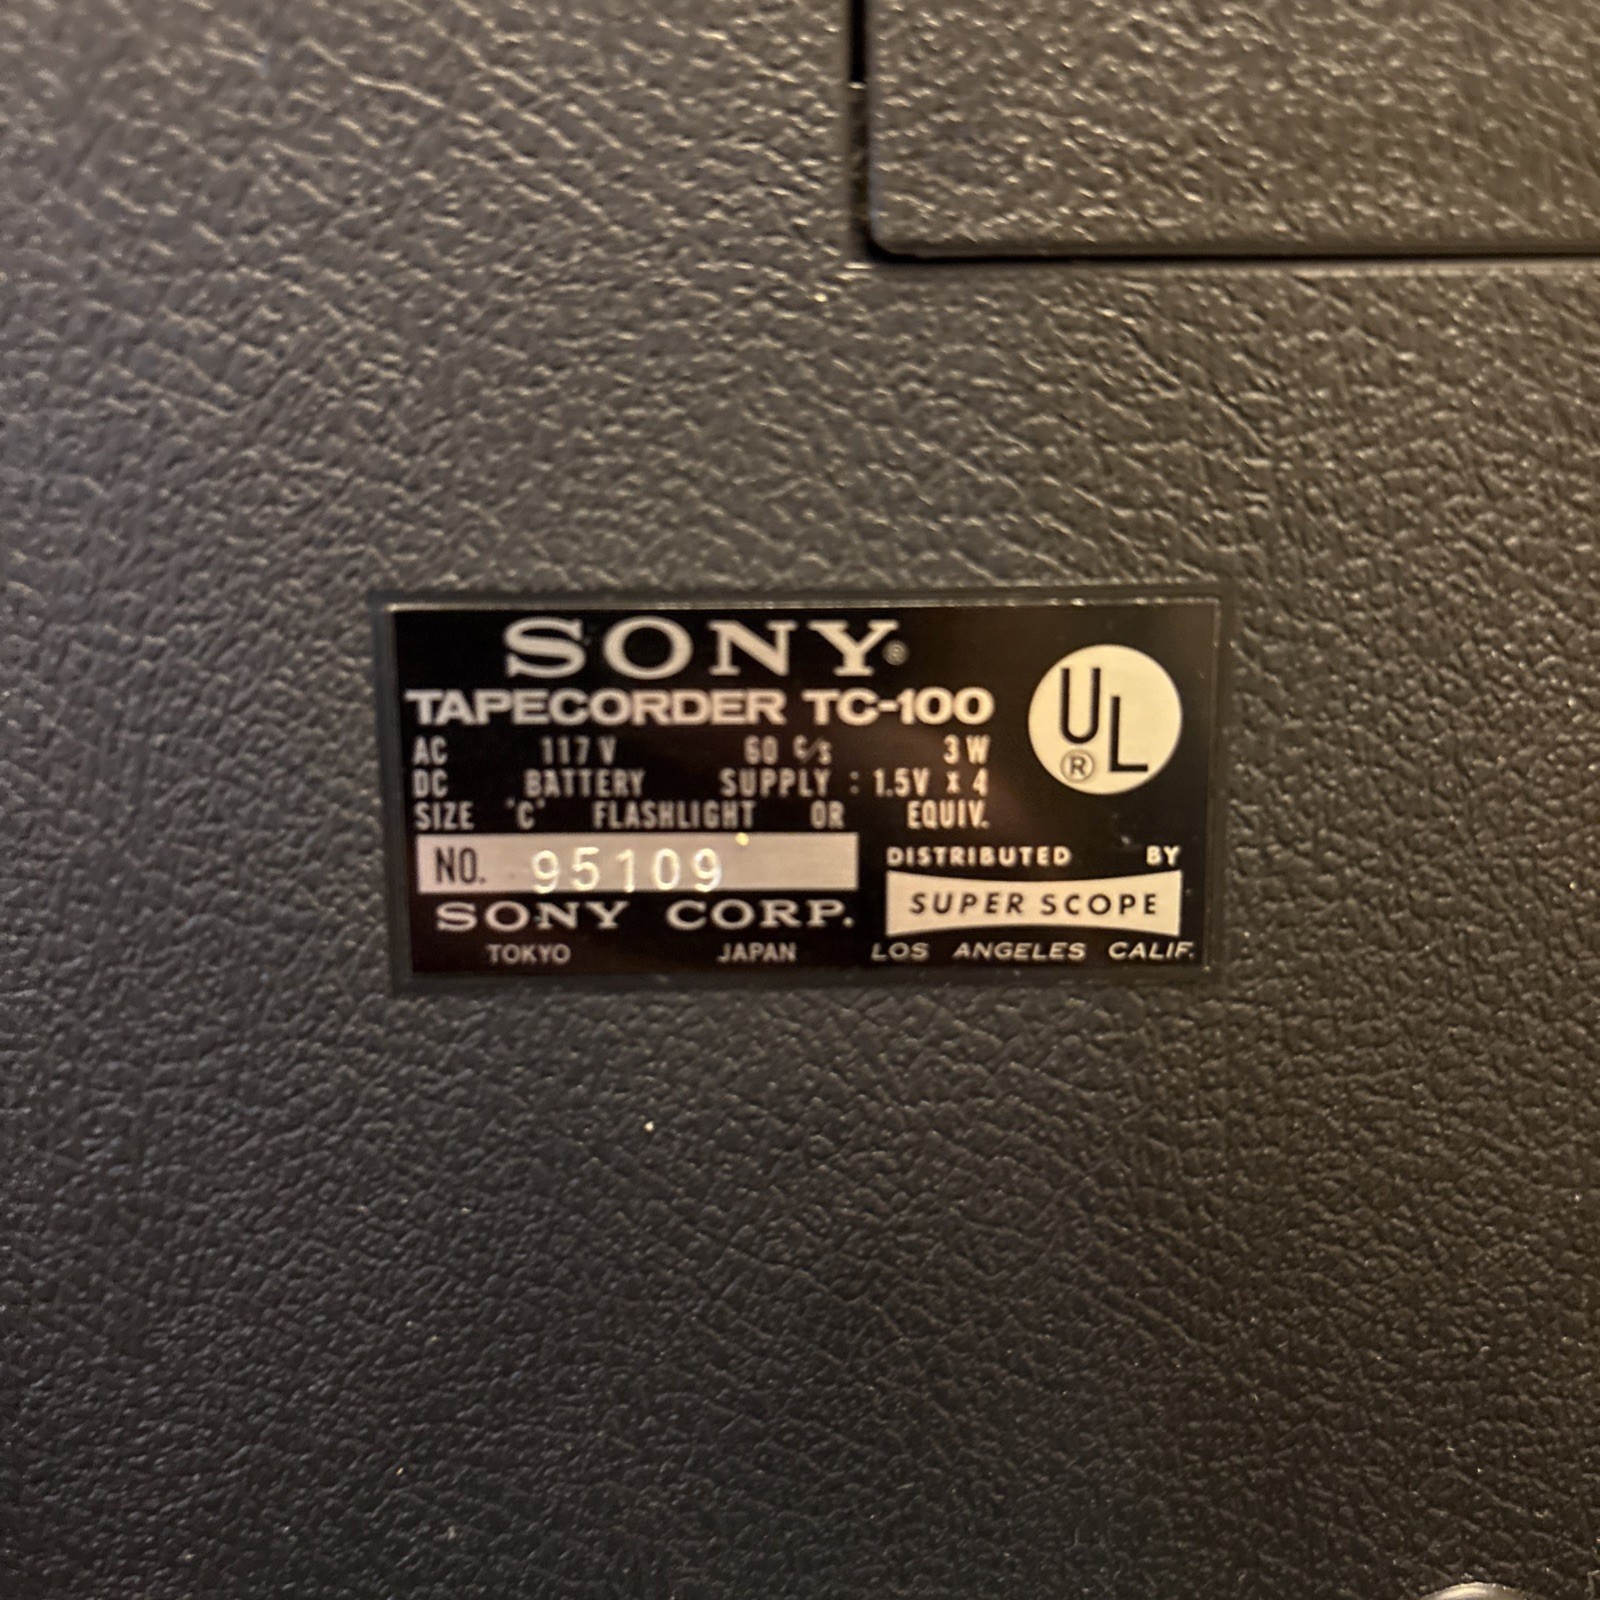 SONY®
TAPECORDER TC-100
AC 117 V 60 c/s 3 W
DC BATTERY SUPPLY : 1.5V x 4
SIZE "C" FLASHLIGHT OR EQUIV.
UL®
NO. 95109
SONY CORP.
TOKYO JAPAN
DISTRIBUTED BY
SUPER SCOPE
LOS ANGELES CALIF.